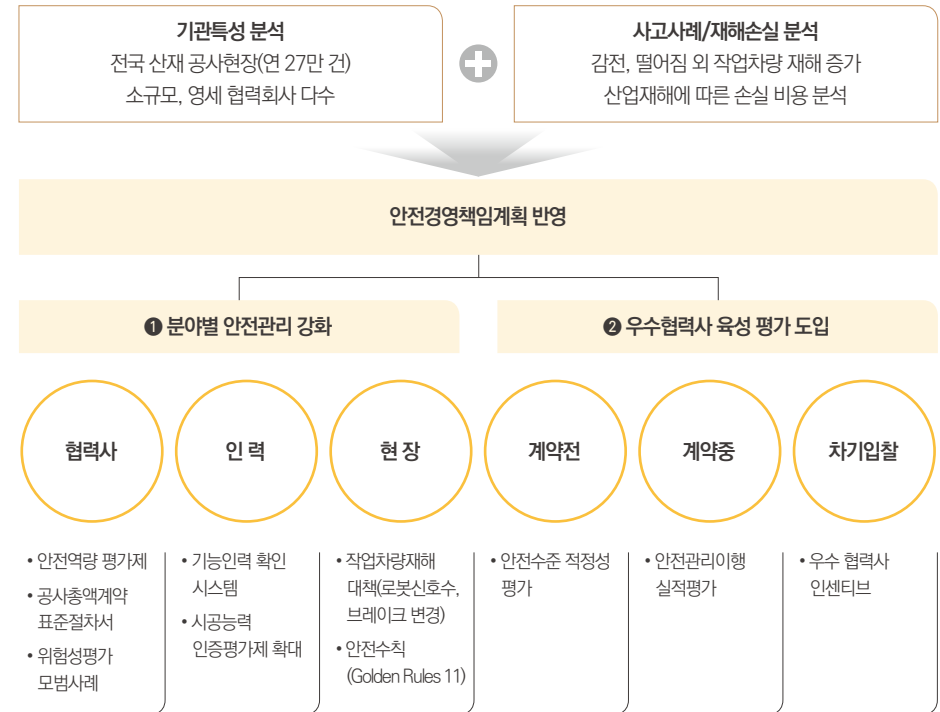 기관특성 분석
전국 산재 공사현장(연 27만 건)
소규모, 영세 협력회사 다수
사고사례/재해손실 분석
감전, 떨어짐 외 작업차량 재해 증가
산업재해에 따른 손실 비용 분석
안전경영책임계획 반영
❶ 분야별 안전관리 강화
❷ 우수협력사 육성 평가 도입
협력사
인 력
현 장
계약전
계약중
차기입찰
• 안전역량 평가제
• 공사총액계약
표준절차서
• 위험성평가
모범사례
• 기능인력 확인
시스템
• 시공능력
인증평가제 확대
• 작업차량재해
대책(로봇신호수,
브레이크 변경)
• 안전수칙
(Golden Rules 11)
• 안전수준 적정성
평가
• 안전관리이행
실적평가
• 우수 협력사
인센티브